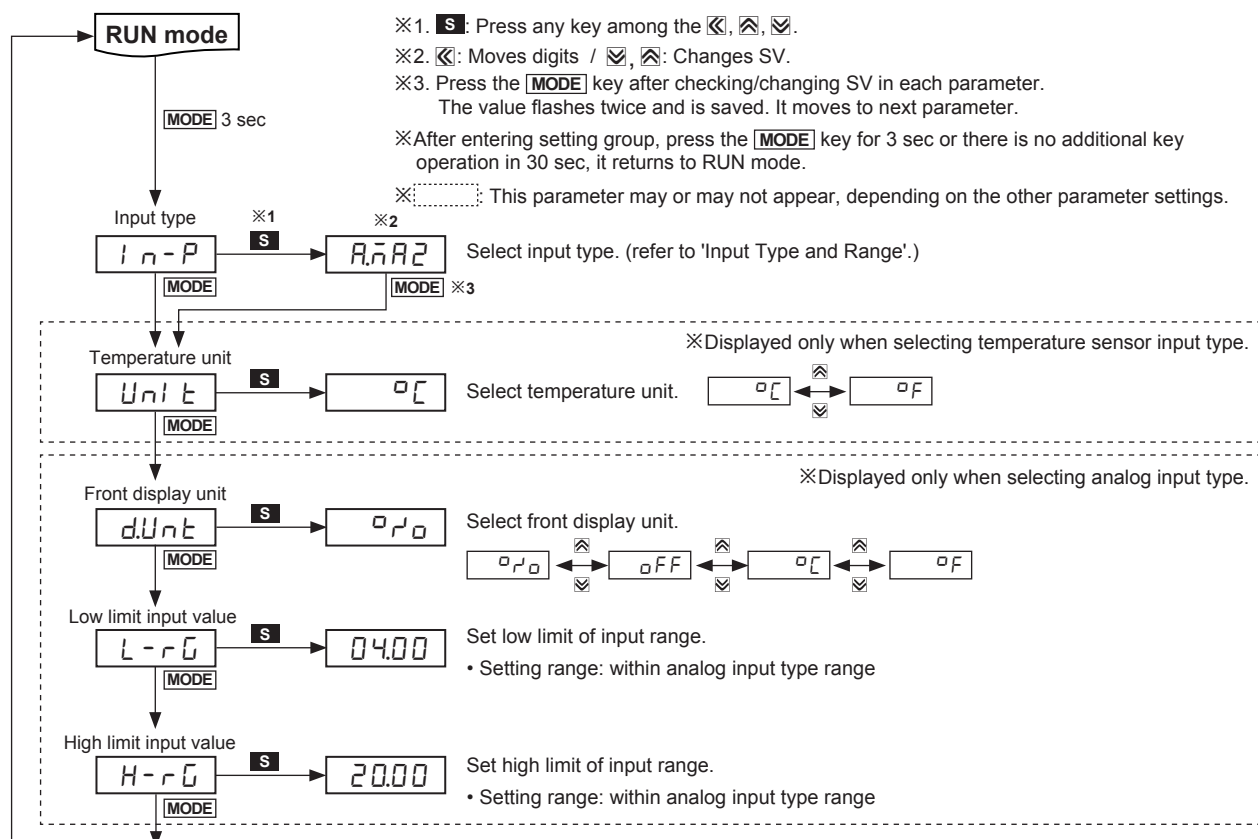 RUN mode
※1. S : Press any key among the «, ︽, ︾.
※2. «: Moves digits / ︾, ︽: Changes SV.
※3. Press the MODE key after checking/changing SV in each parameter.
The value flashes twice and is saved. It moves to next parameter.
※After entering setting group, press the MODE key for 3 sec or there is no additional key
operation in 30 sec, it returns to RUN mode.
※ : This parameter may or may not appear, depending on the other parameter settings.
MODE 3 sec
Input type
※1
※2
In-P
S
A.mA2
Select input type. (refer to 'Input Type and Range'.)
MODE
MODE ※3
※Displayed only when selecting temperature sensor input type.
Temperature unit
UnIt
S
°C
Select temperature unit.
°C
°F
MODE
※Displayed only when selecting analog input type.
Front display unit
d.Unt
S
%
Select front display unit.
MODE
% oFF °C °F
Low limit input value
L-rG
S
04.00
Set low limit of input range.
• Setting range: within analog input type range
MODE
High limit input value
H-rG
S
20.00
Set high limit of input range.
• Setting range: within analog input type range
MODE